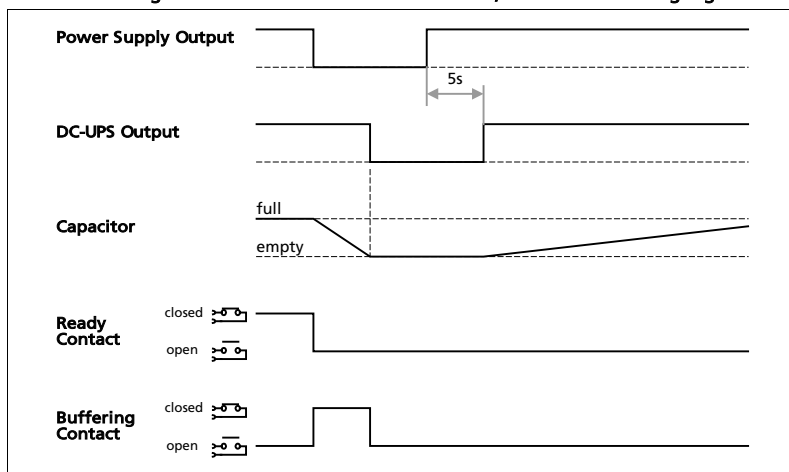 Power Supply Output
5s
DC-UPS Output
full
Capacitor
empty
closed
Ready
Contact
open
closed
Buffering
Contact
open